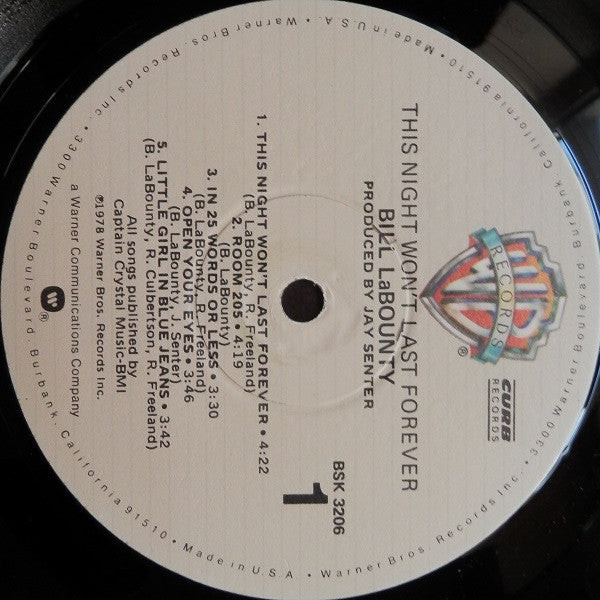 WB
RECORDS
®
CURB
RECORDS
THIS NIGHT WON'T LAST FOREVER
BILL LaBOUNTY
PRODUCED BY JAY SENTER
BSK 3206
1
1. THIS NIGHT WON'T LAST FOREVER • 4:22
(B. LaBounty, R. Freeland)
2. ROOM 205 • 4:19
(B. LaBounty)
3. IN 25 WORDS OR LESS • 3:30
(B. LaBounty, R. Freeland)
4. OPEN YOUR EYES • 3:46
(B. LaBounty, J. Senter)
5. LITTLE GIRL IN BLUE JEANS • 3:42
(B. LaBounty, R. Culbertson, R. Freeland)
All songs published by
Captain Crystal Music-BMI
℗1978 Warner Bros. Records Inc.
a Warner Communications Company
W®
Warner Bros. Records Inc. • 3300 Warner Boulevard, Burbank, California 91510 • Made in U.S.A. • Warner Bros. Records Inc. • 3300 Warner Boulevard, Burbank, California 91510 • Made in U.S.A. •